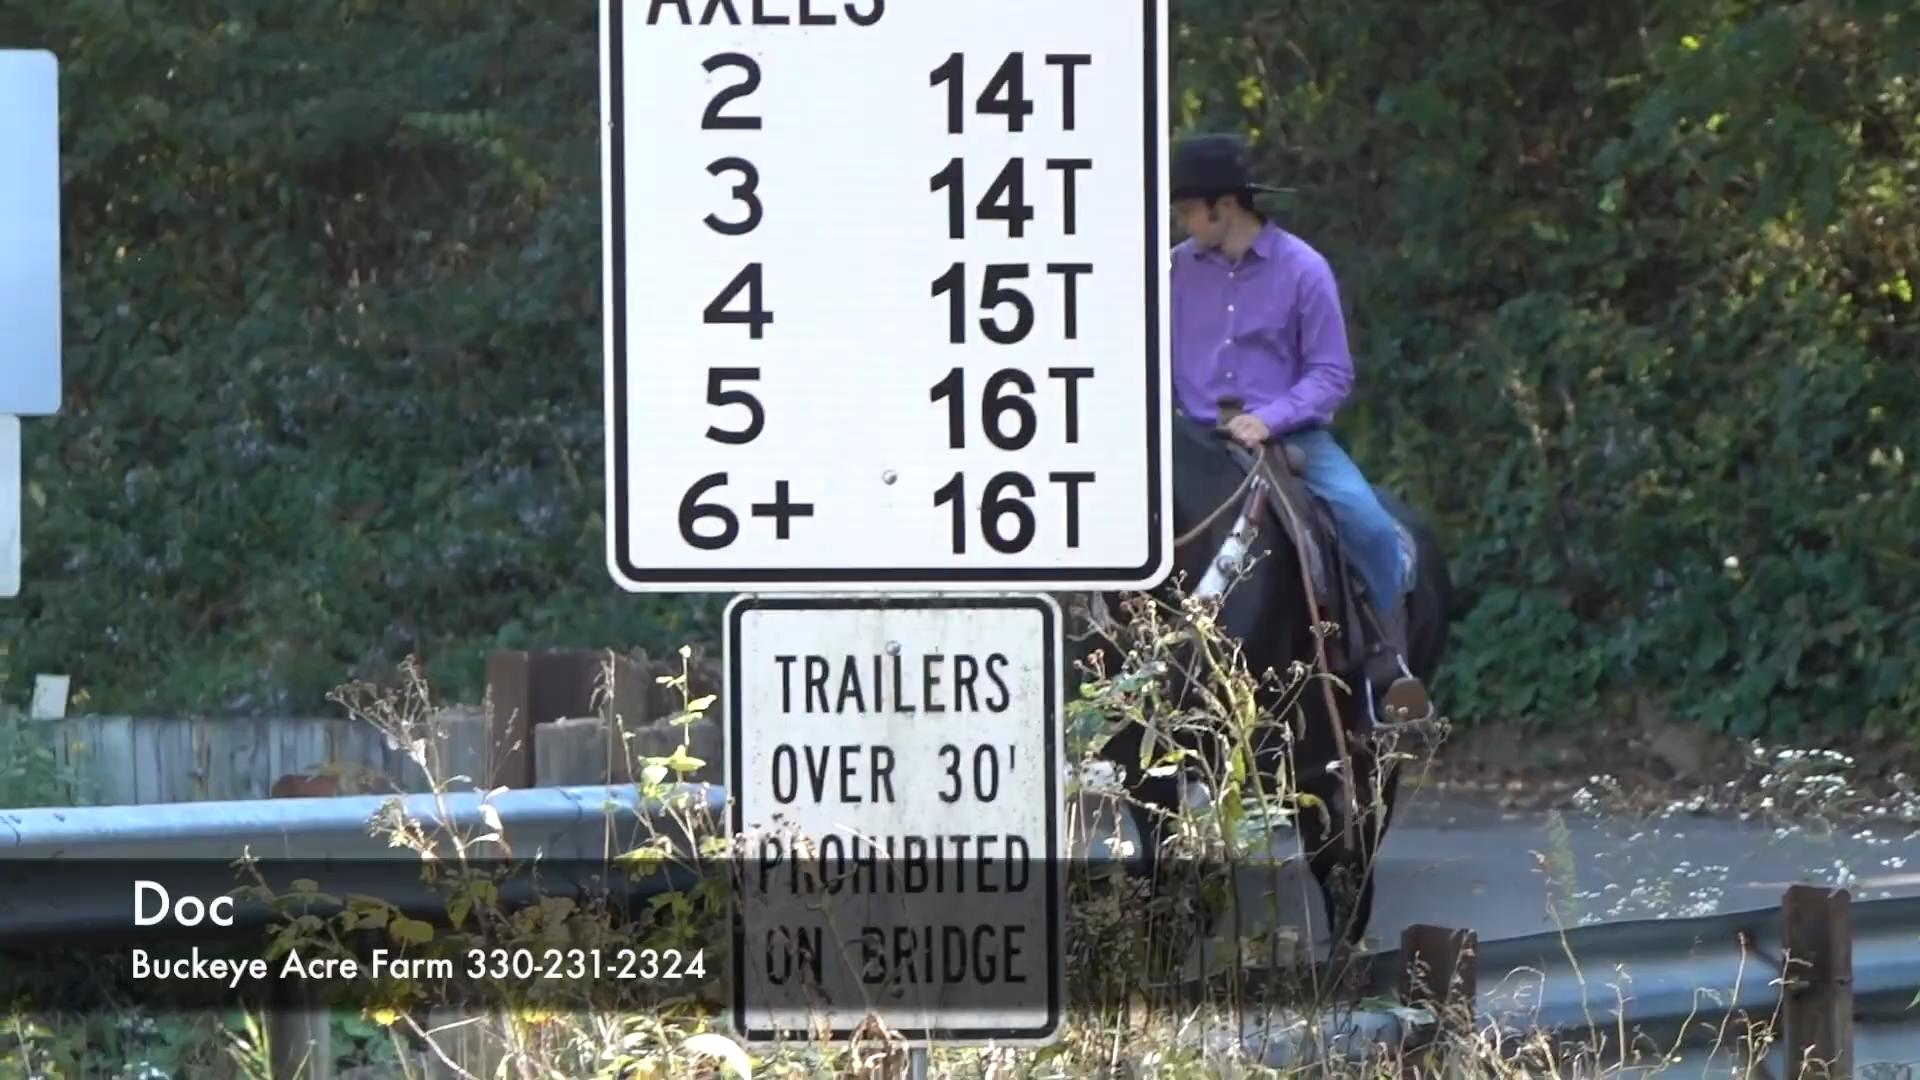 AXLES
2 14T
3 14T
4 15T
5 16T
6+ 16T
TRAILERS
OVER 30'
PROHIBITED
ON BRIDGE
Doc
Buckeye Acre Farm 330-231-2324